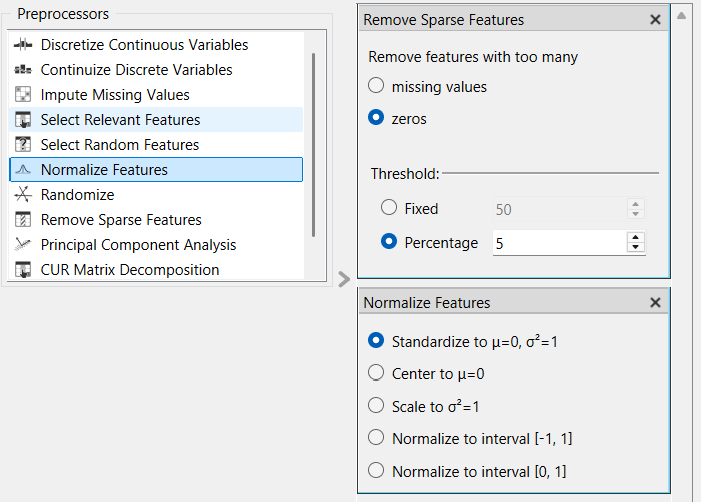 Preprocessors
Discretize Continuous Variables
Continuize Discrete Variables
Impute Missing Values
Select Relevant Features
Select Random Features
Normalize Features
Randomize
Remove Sparse Features
Principal Component Analysis
CUR Matrix Decomposition
Remove Sparse Features
Remove features with too many
missing values
zeros
Threshold:
Fixed 50
Percentage 5
Normalize Features
Standardize to μ=0, σ²=1
Center to μ=0
Scale to σ²=1
Normalize to interval [-1, 1]
Normalize to interval [0, 1]